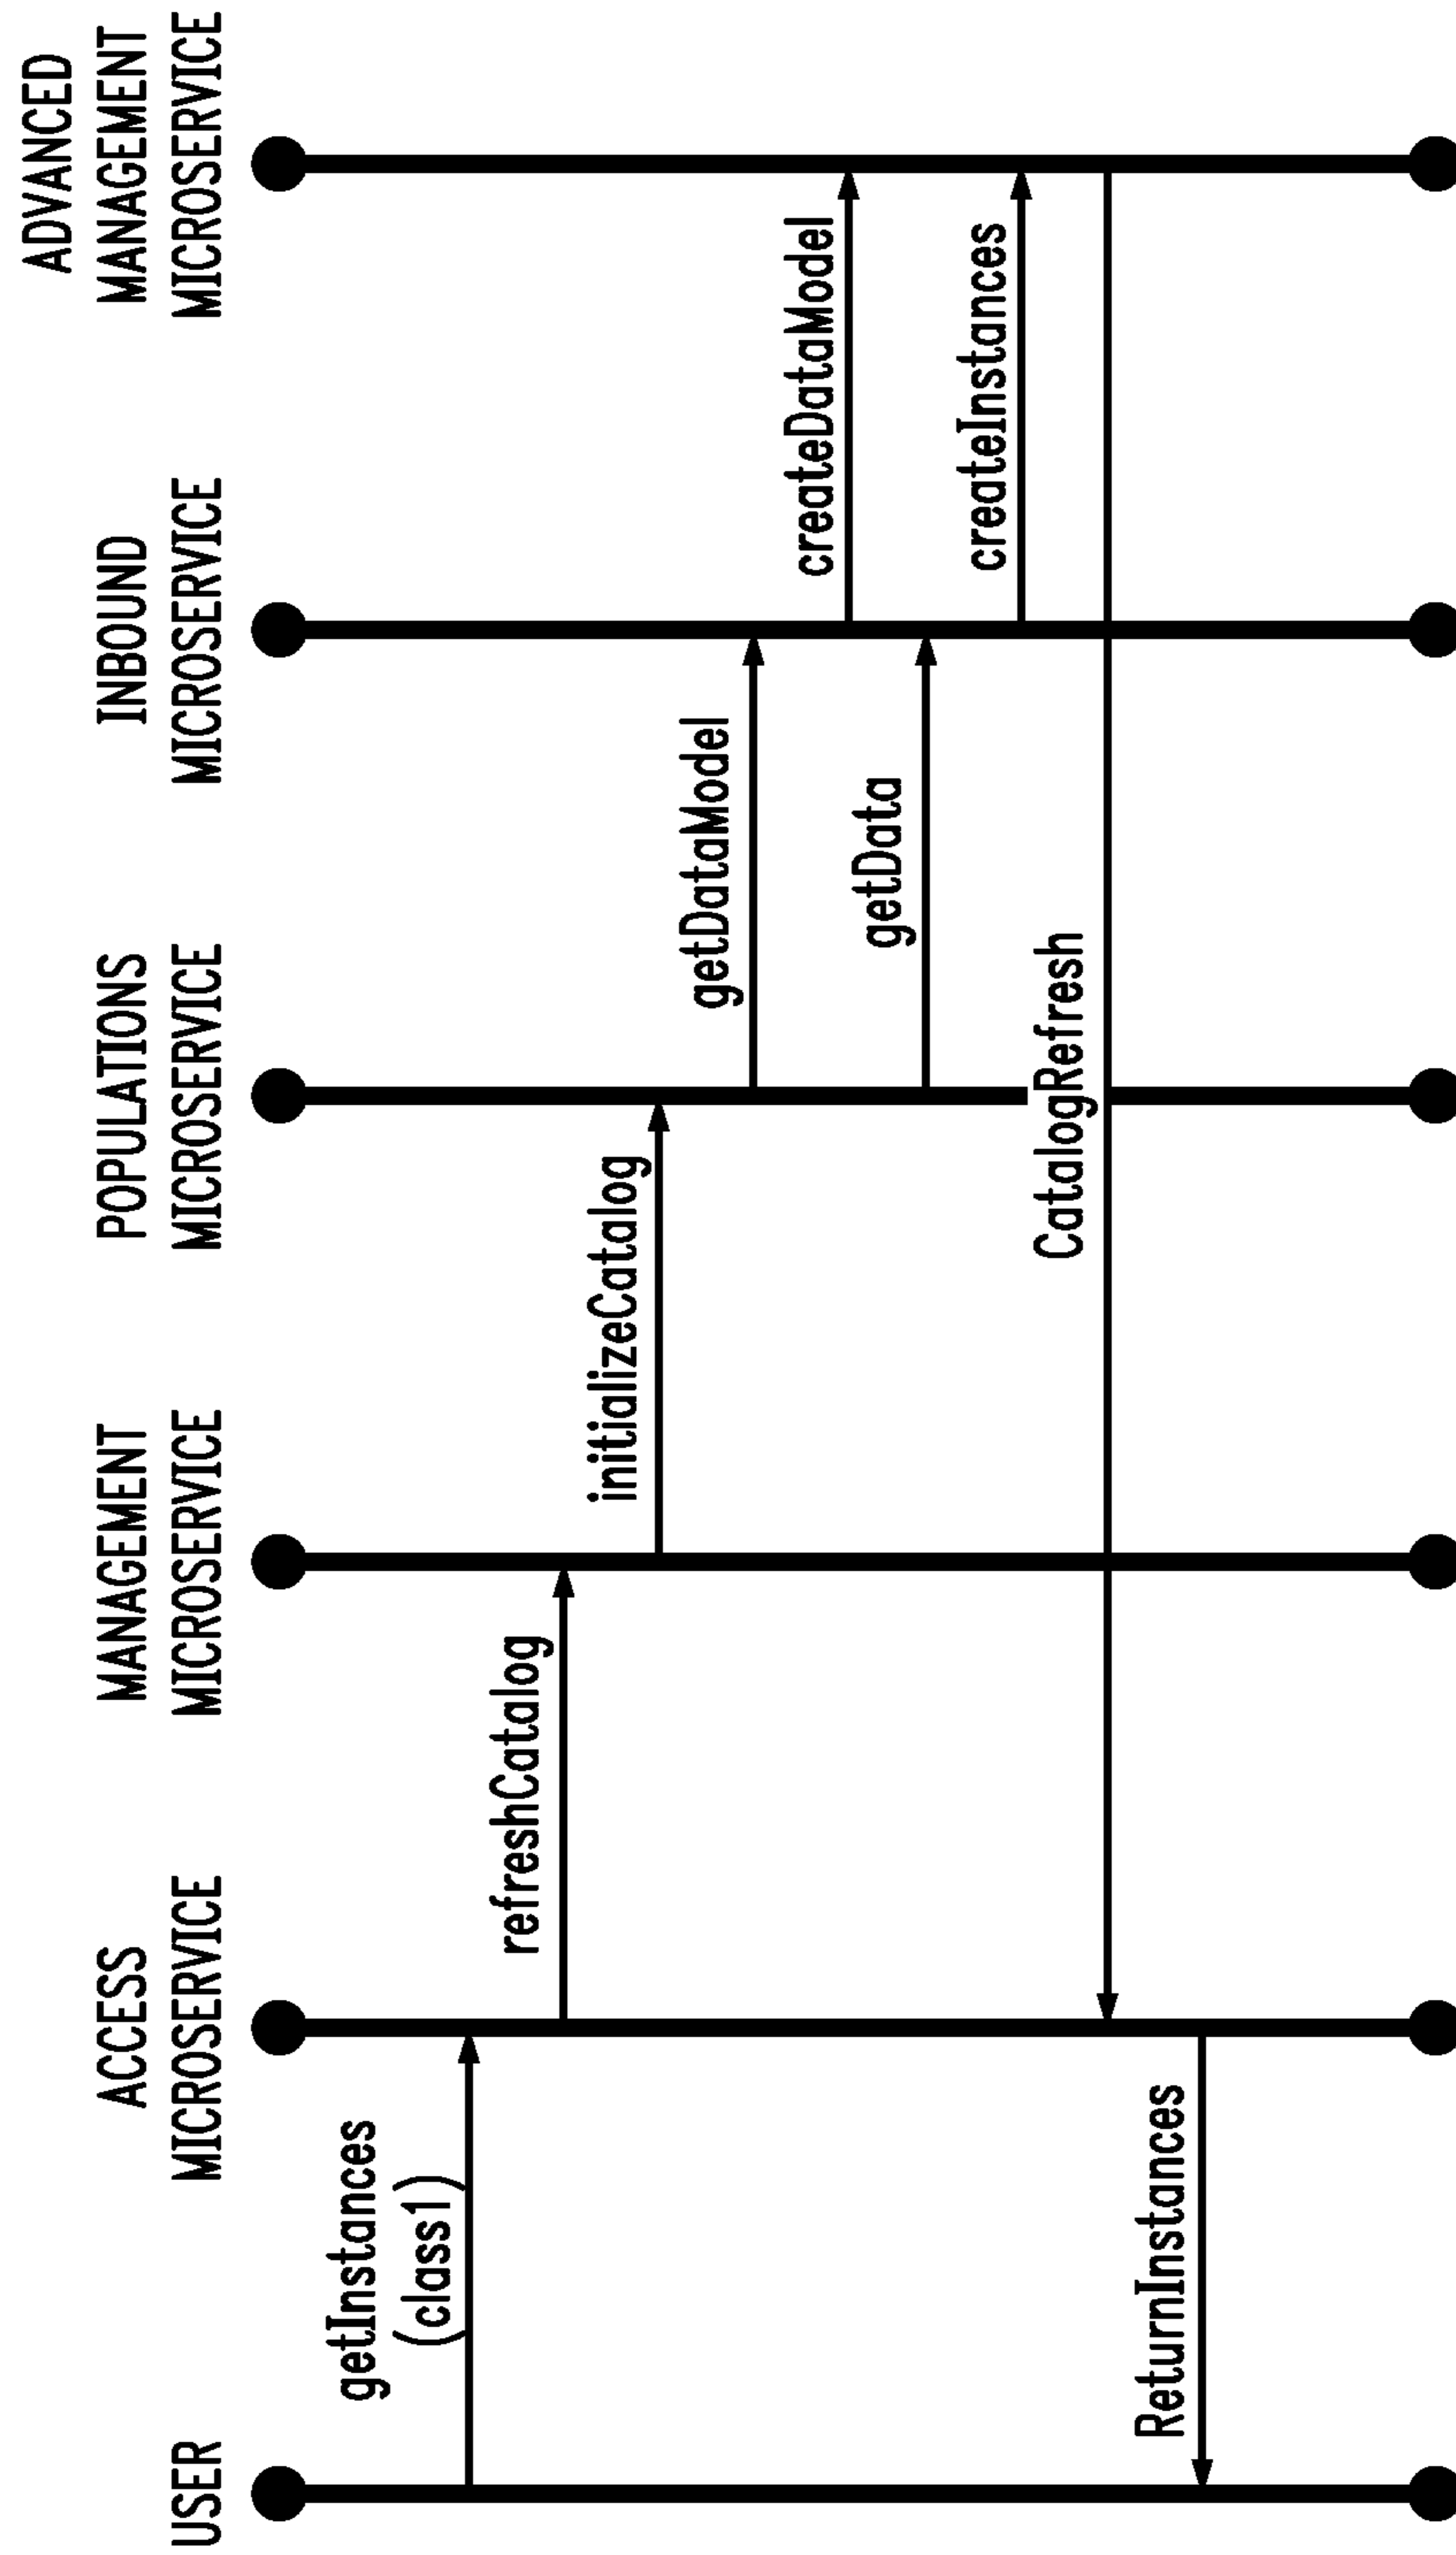 USER
ACCESS
MICROSERVICE
MANAGEMENT
MICROSERVICE
POPULATIONS
MICROSERVICE
INBOUND
MICROSERVICE
ADVANCED
MANAGEMENT
MICROSERVICE
getInstances
(class1)
refreshCatalog
initializeCatalog
getDataModel
createDataModel
getData
createInstances
CatalogRefresh
ReturnInstances